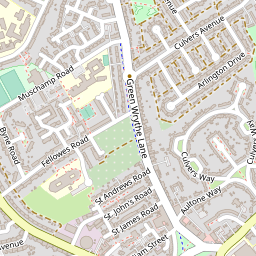 Culvers Avenue
Arlington Drive
Muschamp Road
Green Wrythe Lane
Byne Road
Fellowes Road
Culvers Way
Aultone Way
St Andrews Road
St. John's Road
St James Road
Street
Avenue